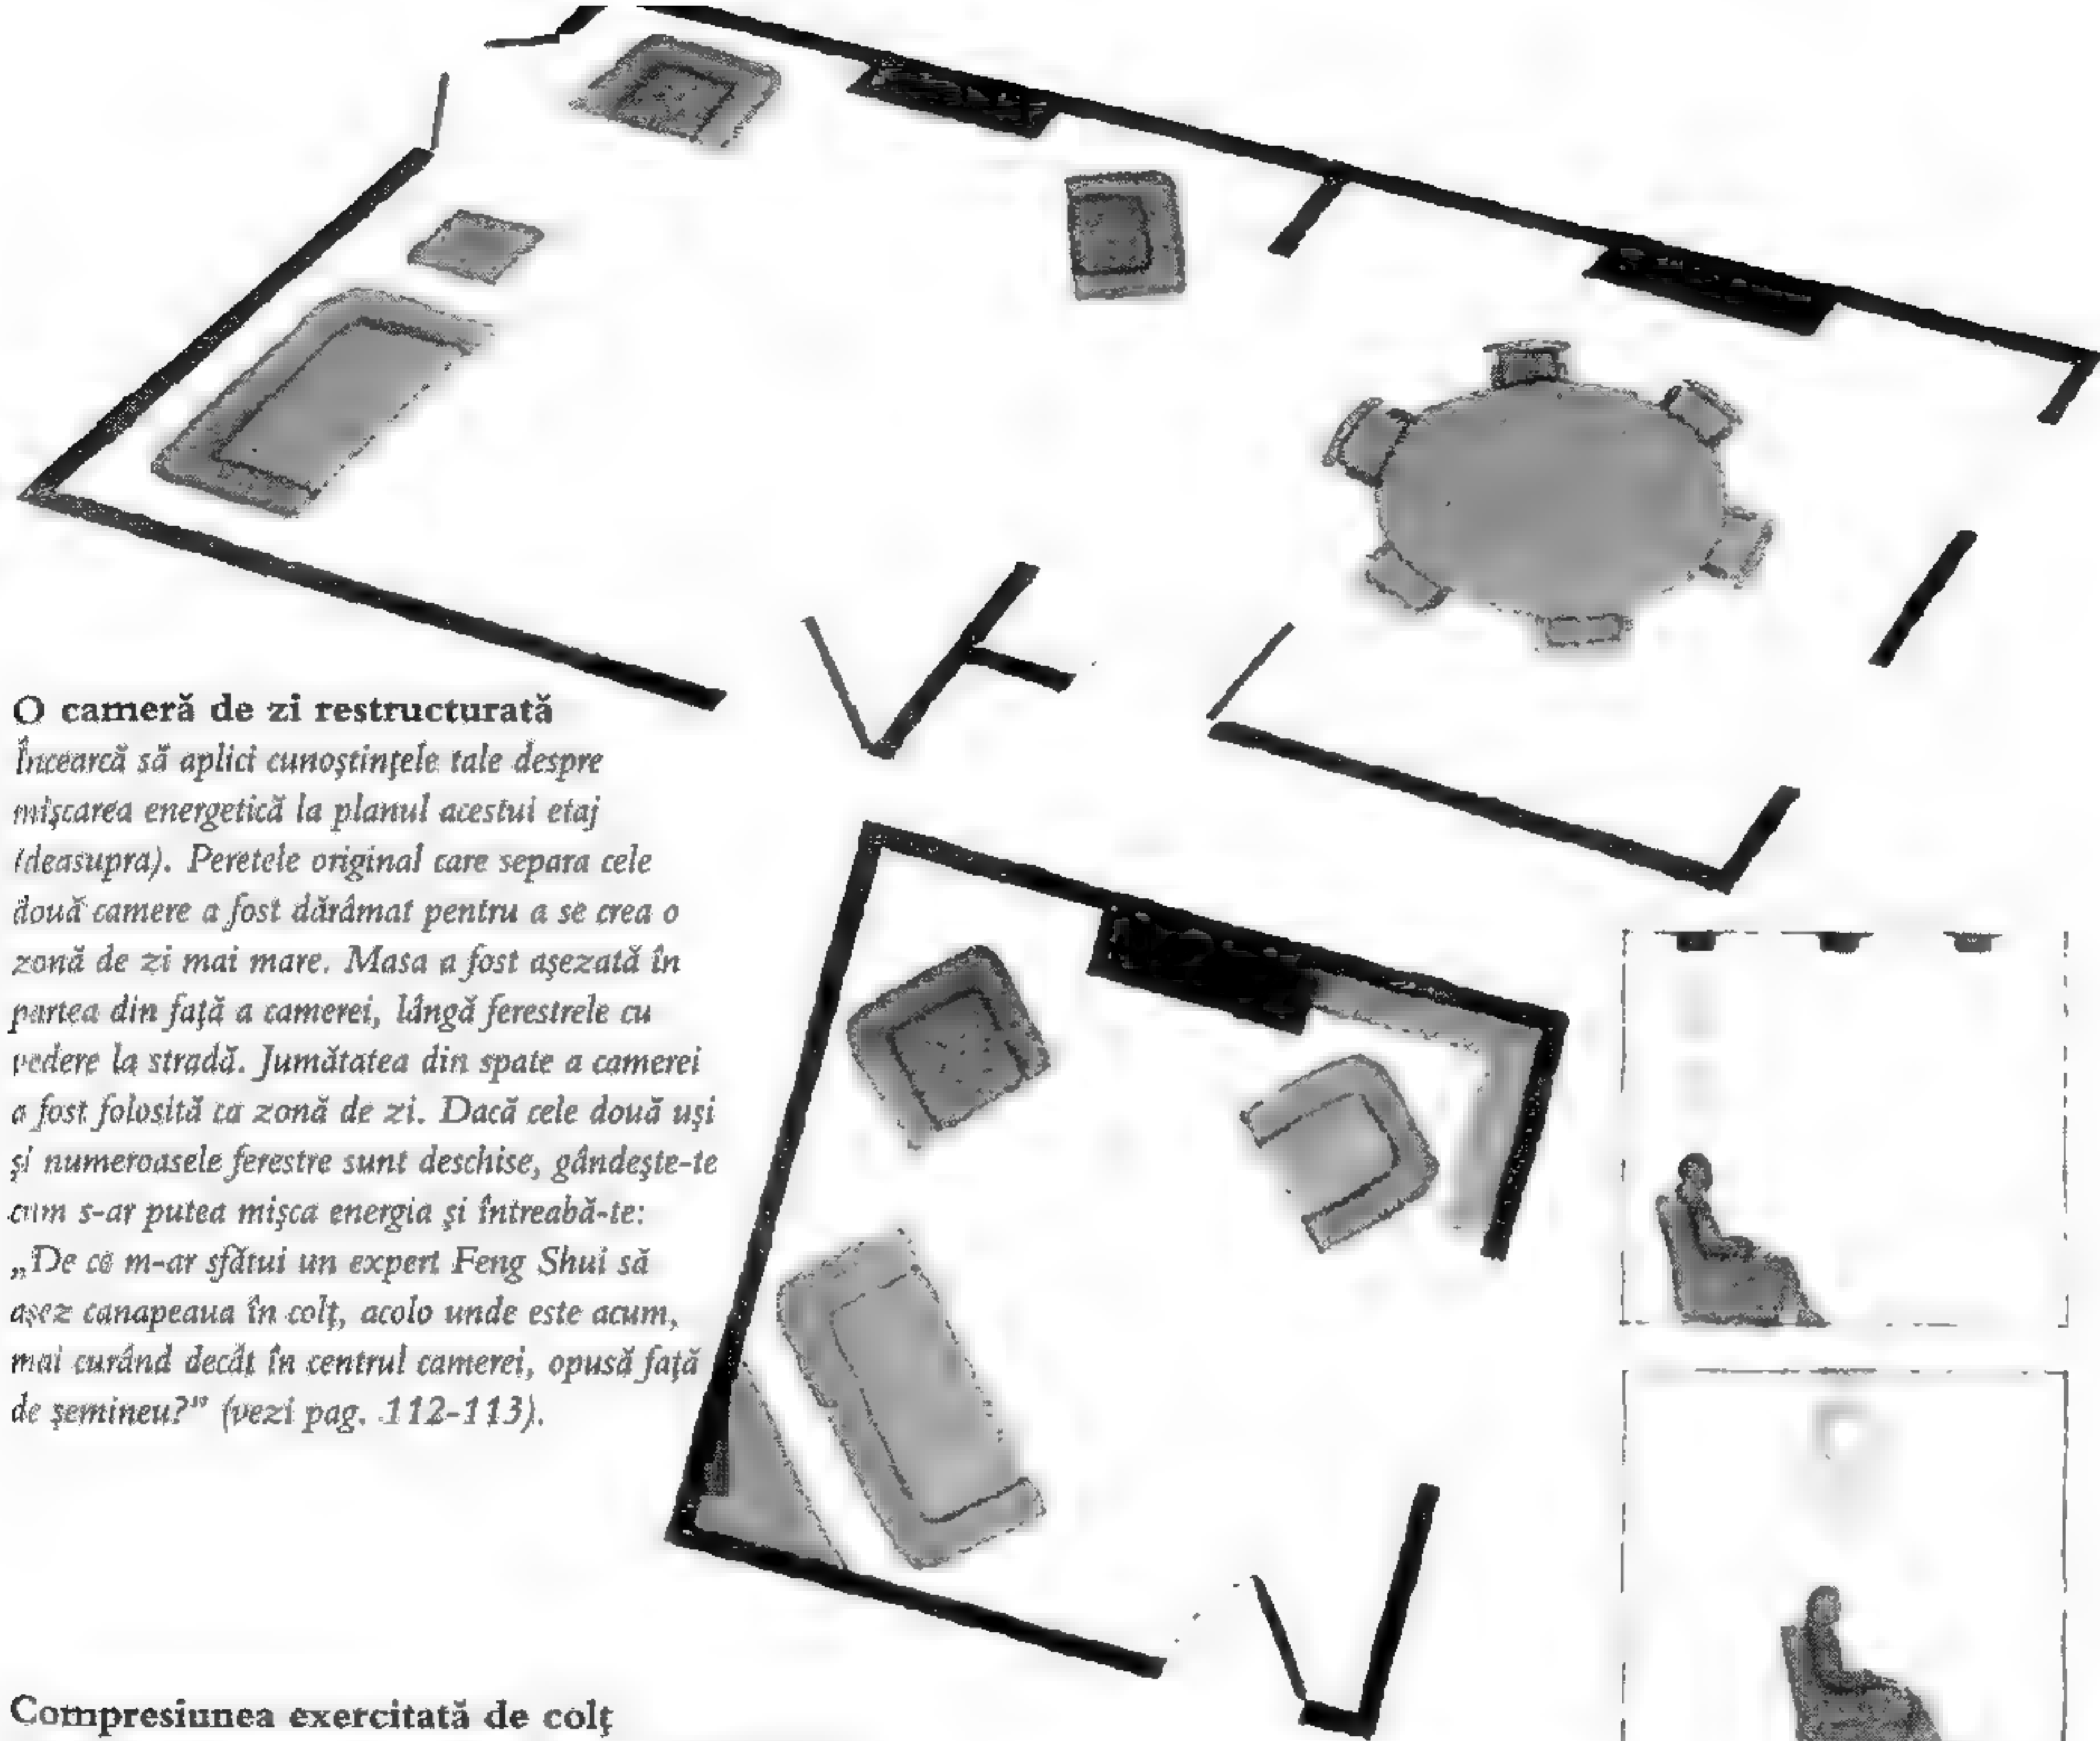 O cameră de zi restructurată
Încearcă să aplici cunoştinţele tale despre
mişcarea energetică la planul acestui etaj
(deasupra). Peretele original care separa cele
două camere a fost dărâmat pentru a se crea o
zonă de zi mai mare. Masa a fost aşezată în
partea din faţă a camerei, lângă ferestrele cu
vedere la stradă. Jumătatea din spate a camerei
a fost folosită ca zonă de zi. Dacă cele două uşi
şi numeroasele ferestre sunt deschise, gândeşte-te
cum s-ar putea mişca energia şi întreabă-te:
„De ce m-ar sfătui un expert Feng Shui să
aşez canapeaua în colţ, acolo unde este acum,
mai curând decât în centrul camerei, opusă faţă
de şemineu?” (vezi pag. 112-113).
Compresiunea exercitată de colţ